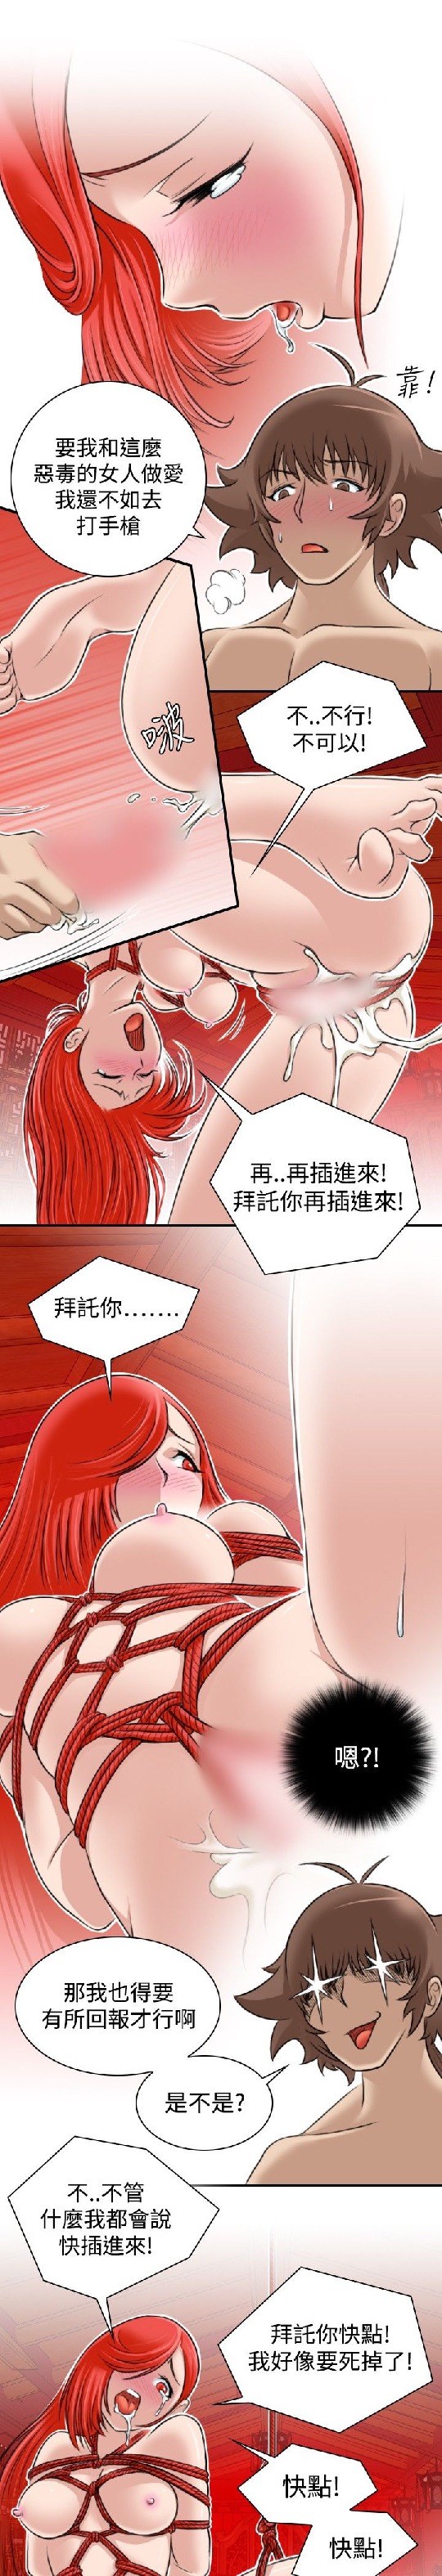 靠!
要我和這麼
惡毒的女人做愛
我還不如去
打手槍
不..不行!
不可以!
啵
再..再插進來!
拜託你再插進來!
拜託你.......
嗯?!
那我也得要
有所回報才行啊
是不是?
不..不管
什麼我都會說
快插進來!
拜託你快點!
我好像要死掉了!
快點!
快點!